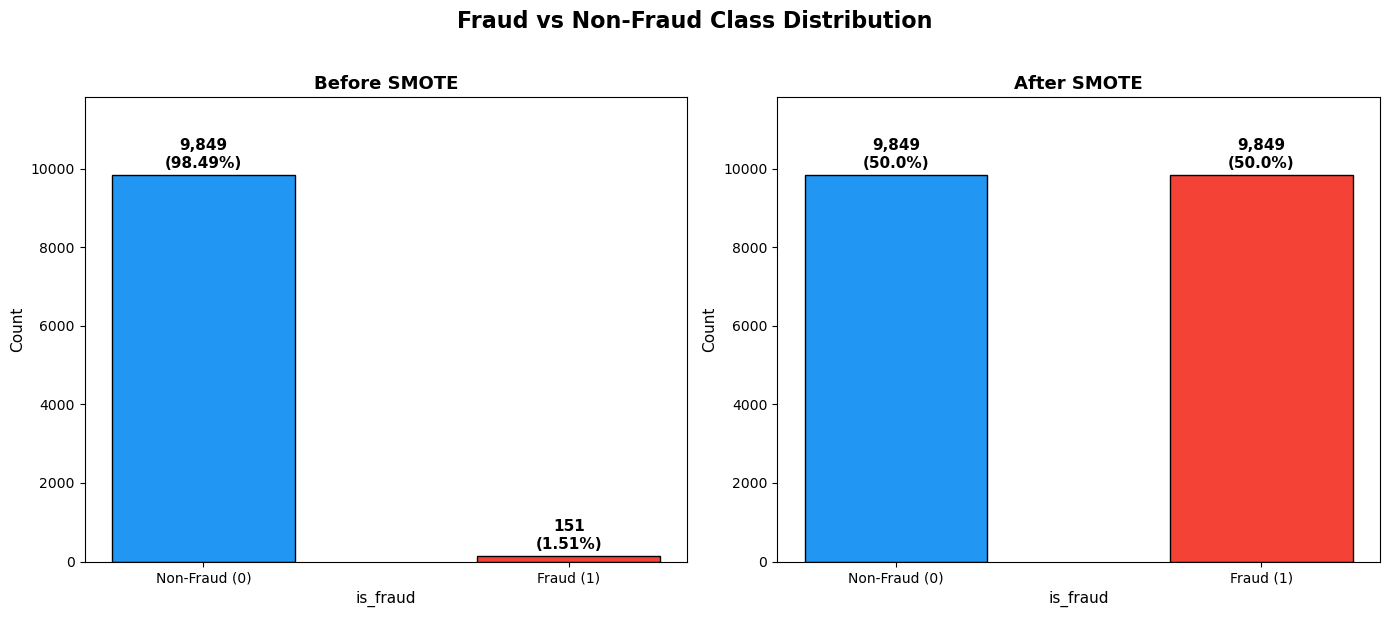 Fraud vs Non-Fraud Class Distribution
Before SMOTE
Count
10000
8000
6000
4000
2000
0
9,849
(98.49%)
151
(1.51%)
Non-Fraud (0)
Fraud (1)
is_fraud
After SMOTE
Count
10000
8000
6000
4000
2000
0
9,849
(50.0%)
9,849
(50.0%)
Non-Fraud (0)
Fraud (1)
is_fraud